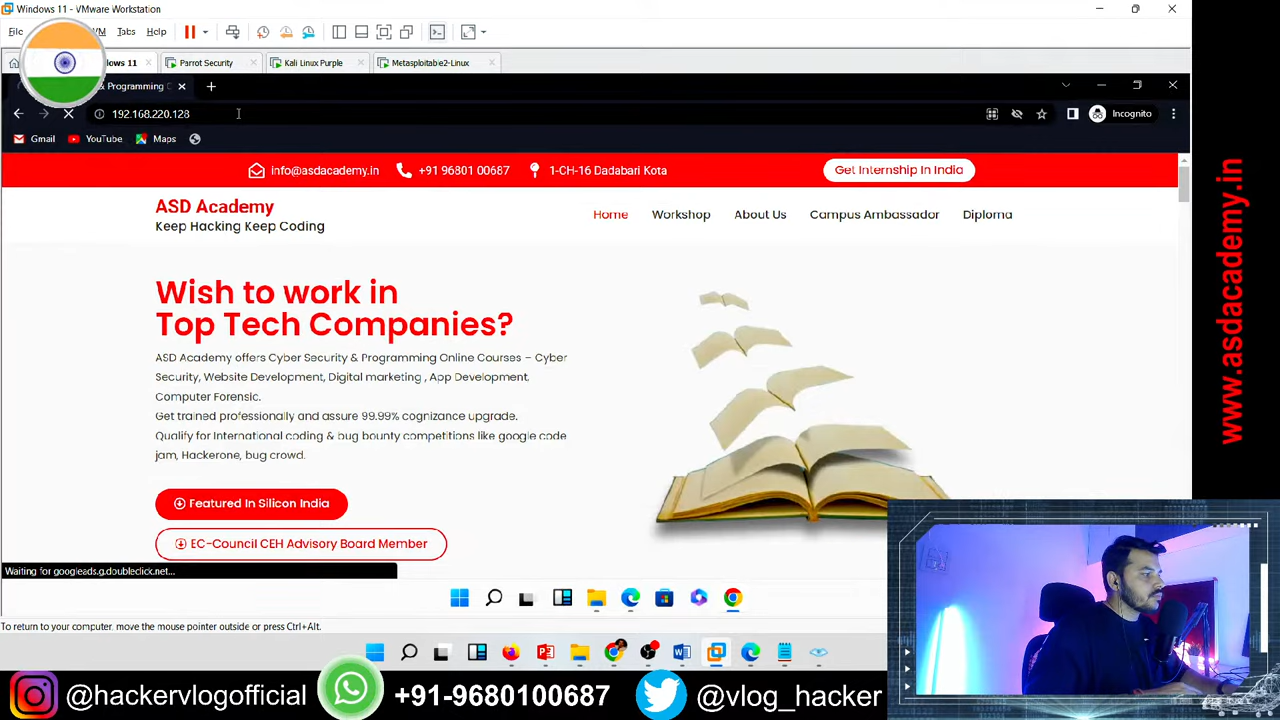 Windows 11 - VMware Workstation
File VM Tabs Help
ows 11 Parrot Security Kali Linux Purple Metasploitable2-Linux
& Programming C
192.168.220.128 Incognito
Gmail YouTube Maps
info@asdacademy.in +91 96801 00687 1-CH-16 Dadabari Kota Get Internship In India
ASD Academy
Keep Hacking Keep Coding
Home Workshop About Us Campus Ambassador Diploma
Wish to work in
Top Tech Companies?
ASD Academy offers Cyber Security & Programming Online Courses – Cyber
Security, Website Development, Digital marketing , App Development,
Computer Forensic.
Get trained professionally and assure 99.99% cognizance upgrade.
Qualify for International coding & bug bounty competitions like google code
jam, Hackerone, bug crowd.
Featured In Silicon India
EC-Council CEH Advisory Board Member
Waiting for googleads.g.doubleclick.net...
To return to your computer, move the mouse pointer outside or press Ctrl+Alt.
@hackervlogofficial +91-9680100687 @vlog_hacker
www.asdacademy.in